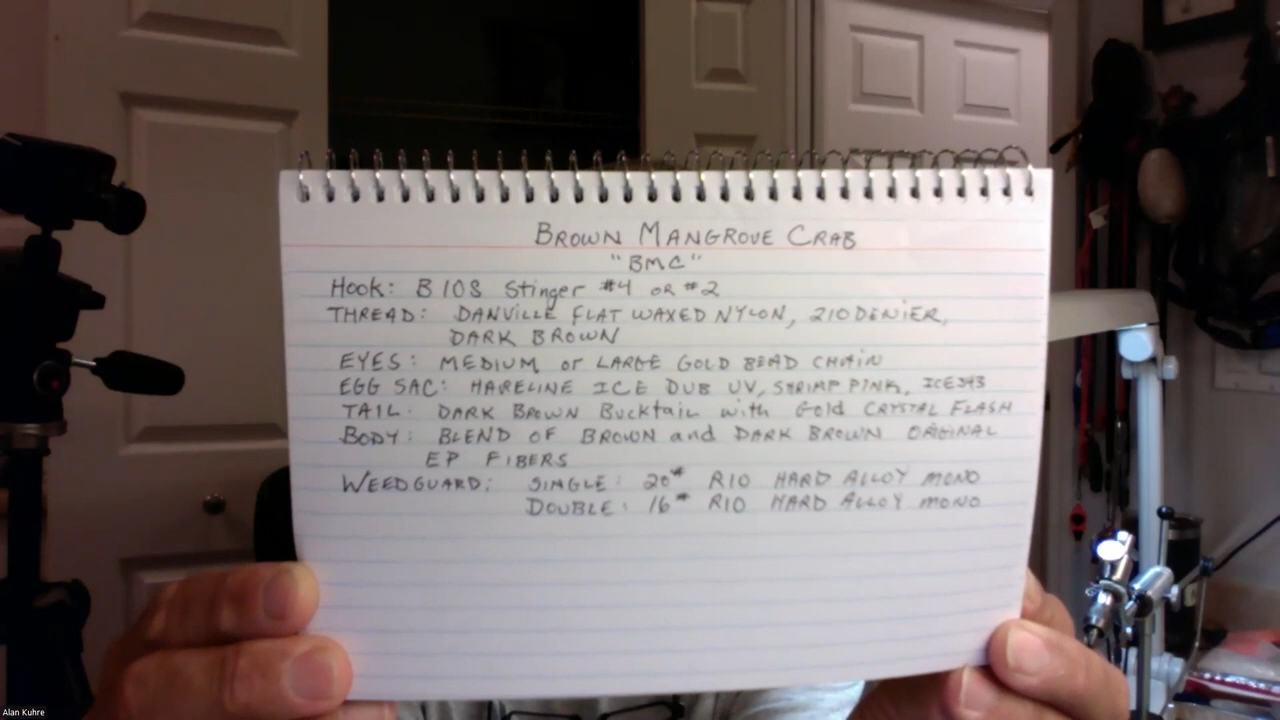 BROWN MANGROVE CRAB
"BMC"
HOOK: B10S Stinger #4 OR #2
THREAD: DANVILLE FLAT WAXED NYLON, 210 DENIER,
DARK BROWN
EYES: MEDIUM or LARGE GOLD BEAD CHAIN
EGG SAC: HARELINE ICE DUB UV, SHRIMP PINK, ICE343
TAIL: DARK BROWN BUCKTAIL with Gold CRYSTAL FLASH
BODY: BLEND OF BROWN and DARK BROWN ORIGINAL
EP FIBERS
WEEDGUARD: SINGLE: 20# RIO HARD ALLOY MONO
DOUBLE: 16# RIO HARD ALLOY MONO
Alan Kuhre